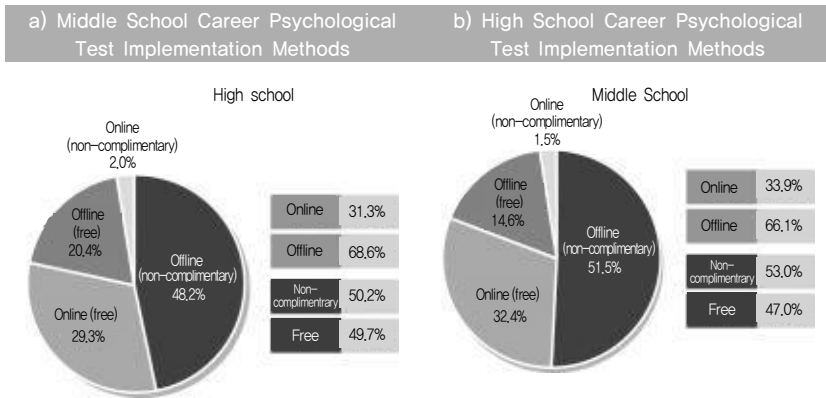 a) Middle School Career Psychological
Test Implementation Methods
High school
Online
(non-complimentary)
2.0%
Offline
(free)
20.4%
Offline
(non-complimentary)
48.2%
Online (free)
29.3%
Online 31.3%
Offline 68.6%
Non-
complimentrary 50.2%
Free 49.7%
b) High School Career Psychological
Test Implementation Methods
Middle School
Online
(non-complimentary)
1.5%
Offline
(free)
14.6%
Offline
(non-complimentary)
51.5%
Online (free)
32.4%
Online 33.9%
Offline 66.1%
Non-
complimentrary 53.0%
Free 47.0%